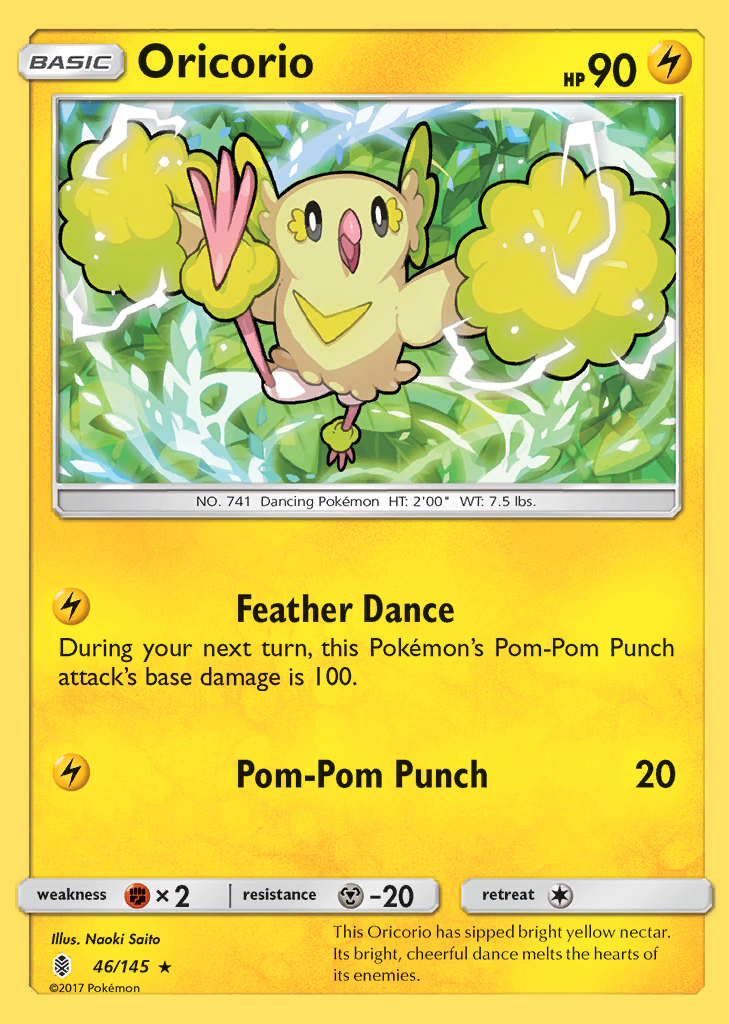 BASIC Oricorio HP 90
NO. 741 Dancing Pokémon HT: 2'00" WT: 7.5 lbs.
Feather Dance
During your next turn, this Pokémon's Pom-Pom Punch
attack's base damage is 100.
Pom-Pom Punch 20
weakness × 2 resistance -20 retreat
Illus. Naoki Saito
46/145 ★
©2017 Pokémon
This Oricorio has sipped bright yellow nectar.
Its bright, cheerful dance melts the hearts of
its enemies.